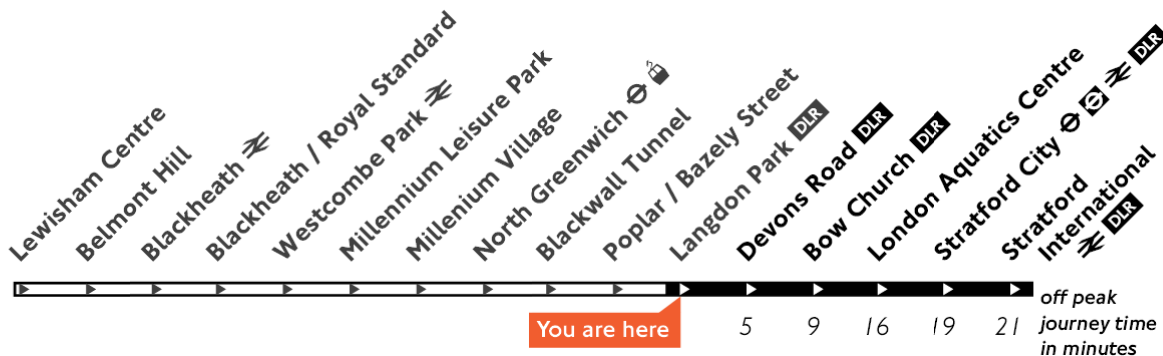 Lewisham Centre
Belmont Hill
Blackheath
Blackheath / Royal Standard
Westcombe Park
Millennium Leisure Park
Millenium Village
North Greenwich
Blackwall Tunnel
Poplar / Bazely Street
Langdon Park DLR
Devons Road DLR
Bow Church DLR
London Aquatics Centre
Stratford City DLR
Stratford
International
DLR
You are here
5 9 16 19 21
off peak
journey time
in minutes